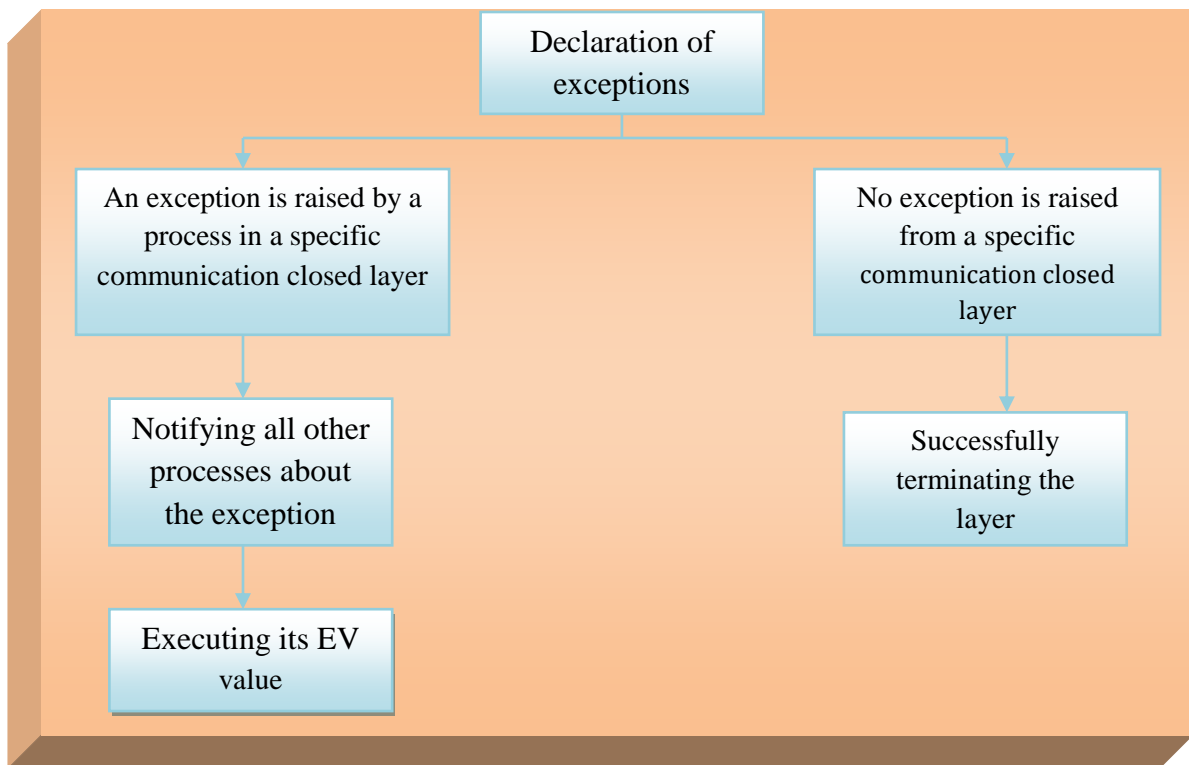 Declaration of
exceptions
An exception is raised by a
process in a specific
communication closed layer
No exception is raised
from a specific
communication closed
layer
Notifying all other
processes about
the exception
Successfully
terminating the
layer
Executing its EV
value